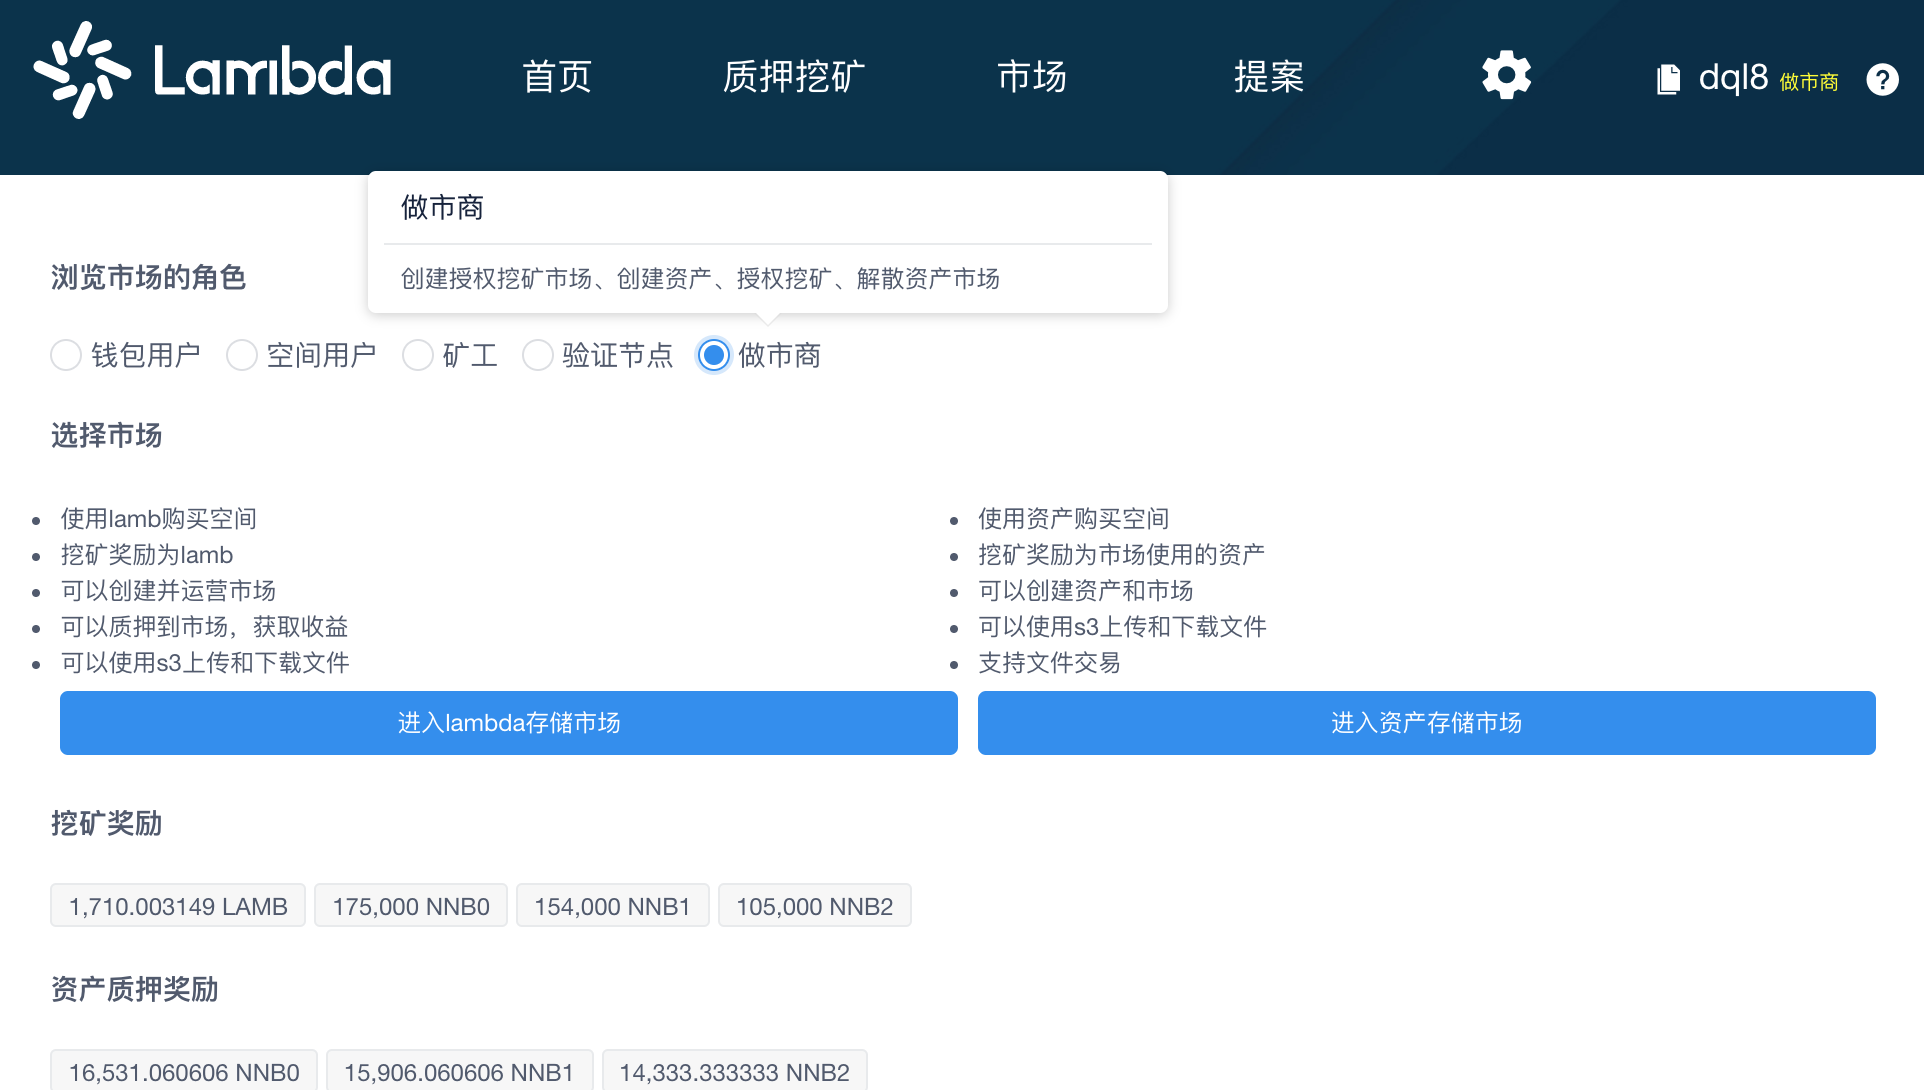 Lambda 首页 质押挖矿 市场 提案 dql8 做市商
做市商
创建授权挖矿市场、创建资产、授权挖矿、解散资产市场
浏览市场的角色
钱包用户 空间用户 矿工 验证节点 做市商
选择市场
使用lamb购买空间
挖矿奖励为lamb
可以创建并运营市场
可以质押到市场，获取收益
可以使用s3上传和下载文件
进入lambda存储市场
使用资产购买空间
挖矿奖励为市场使用的资产
可以创建资产和市场
可以使用s3上传和下载文件
支持文件交易
进入资产存储市场
挖矿奖励
1,710.003149 LAMB 175,000 NNB0 154,000 NNB1 105,000 NNB2
资产质押奖励
16,531.060606 NNB0 15,906.060606 NNB1 14,333.333333 NNB2